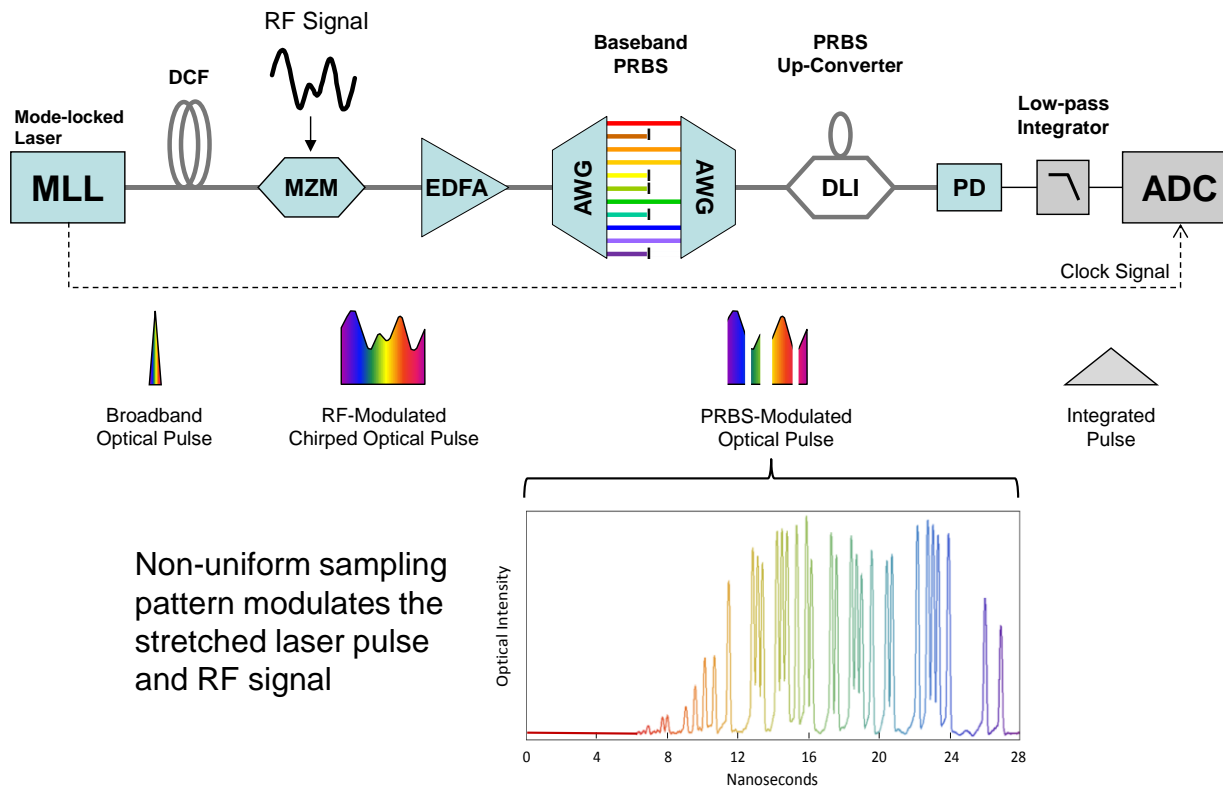 RF Signal
Baseband
PRBS
PRBS
Up-Converter
DCF
Low-pass
Integrator
Mode-locked
Laser
MLL
MZM
EDFA
AWG
AWG
DLI
PD
ADC
Clock Signal
Broadband
Optical Pulse
RF-Modulated
Chirped Optical Pulse
PRBS-Modulated
Optical Pulse
Integrated
Pulse
Non-uniform sampling
pattern modulates the
stretched laser pulse
and RF signal
Optical Intensity
0 4 8 12 16 20 24 28
Nanoseconds